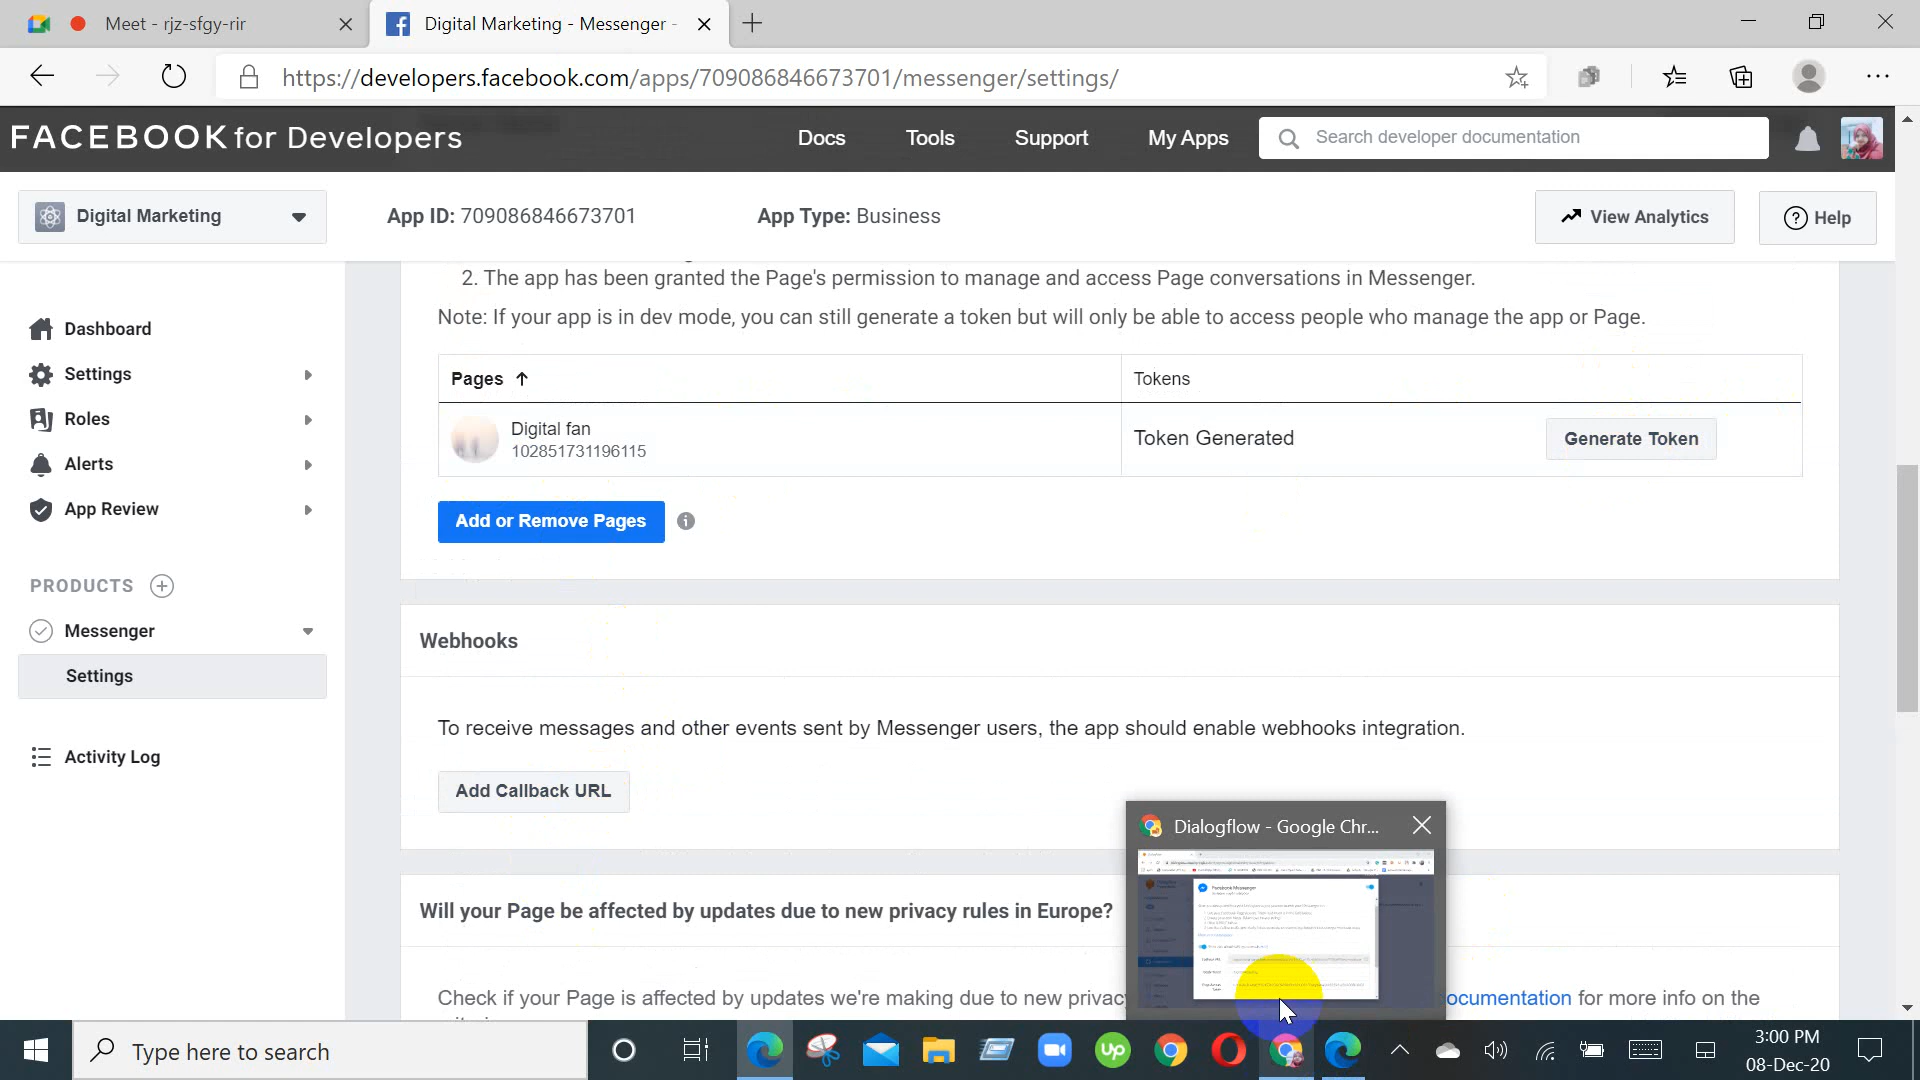 Meet - rjz-sfgy-rir
Digital Marketing - Messenger -
https://developers.facebook.com/apps/709086846673701/messenger/settings/
FACEBOOK for Developers
Docs
Tools
Support
My Apps
Search developer documentation
Digital Marketing
App ID: 709086846673701
App Type: Business
View Analytics
Help
2. The app has been granted the Page's permission to manage and access Page conversations in Messenger.
Note: If your app is in dev mode, you can still generate a token but will only be able to access people who manage the app or Page.
Dashboard
Settings
Roles
Alerts
App Review
PRODUCTS
Messenger
Settings
Activity Log
Pages
Tokens
Digital fan
102851731196115
Token Generated
Generate Token
Add or Remove Pages
Webhooks
To receive messages and other events sent by Messenger users, the app should enable webhooks integration.
Add Callback URL
Dialogflow - Google Chr...
Facebook Messenger
Will your Page be affected by updates due to new privacy rules in Europe?
Check if your Page is affected by updates we're making due to new privac
ocumentation for more info on the
Type here to search
up
3:00 PM
08-Dec-20